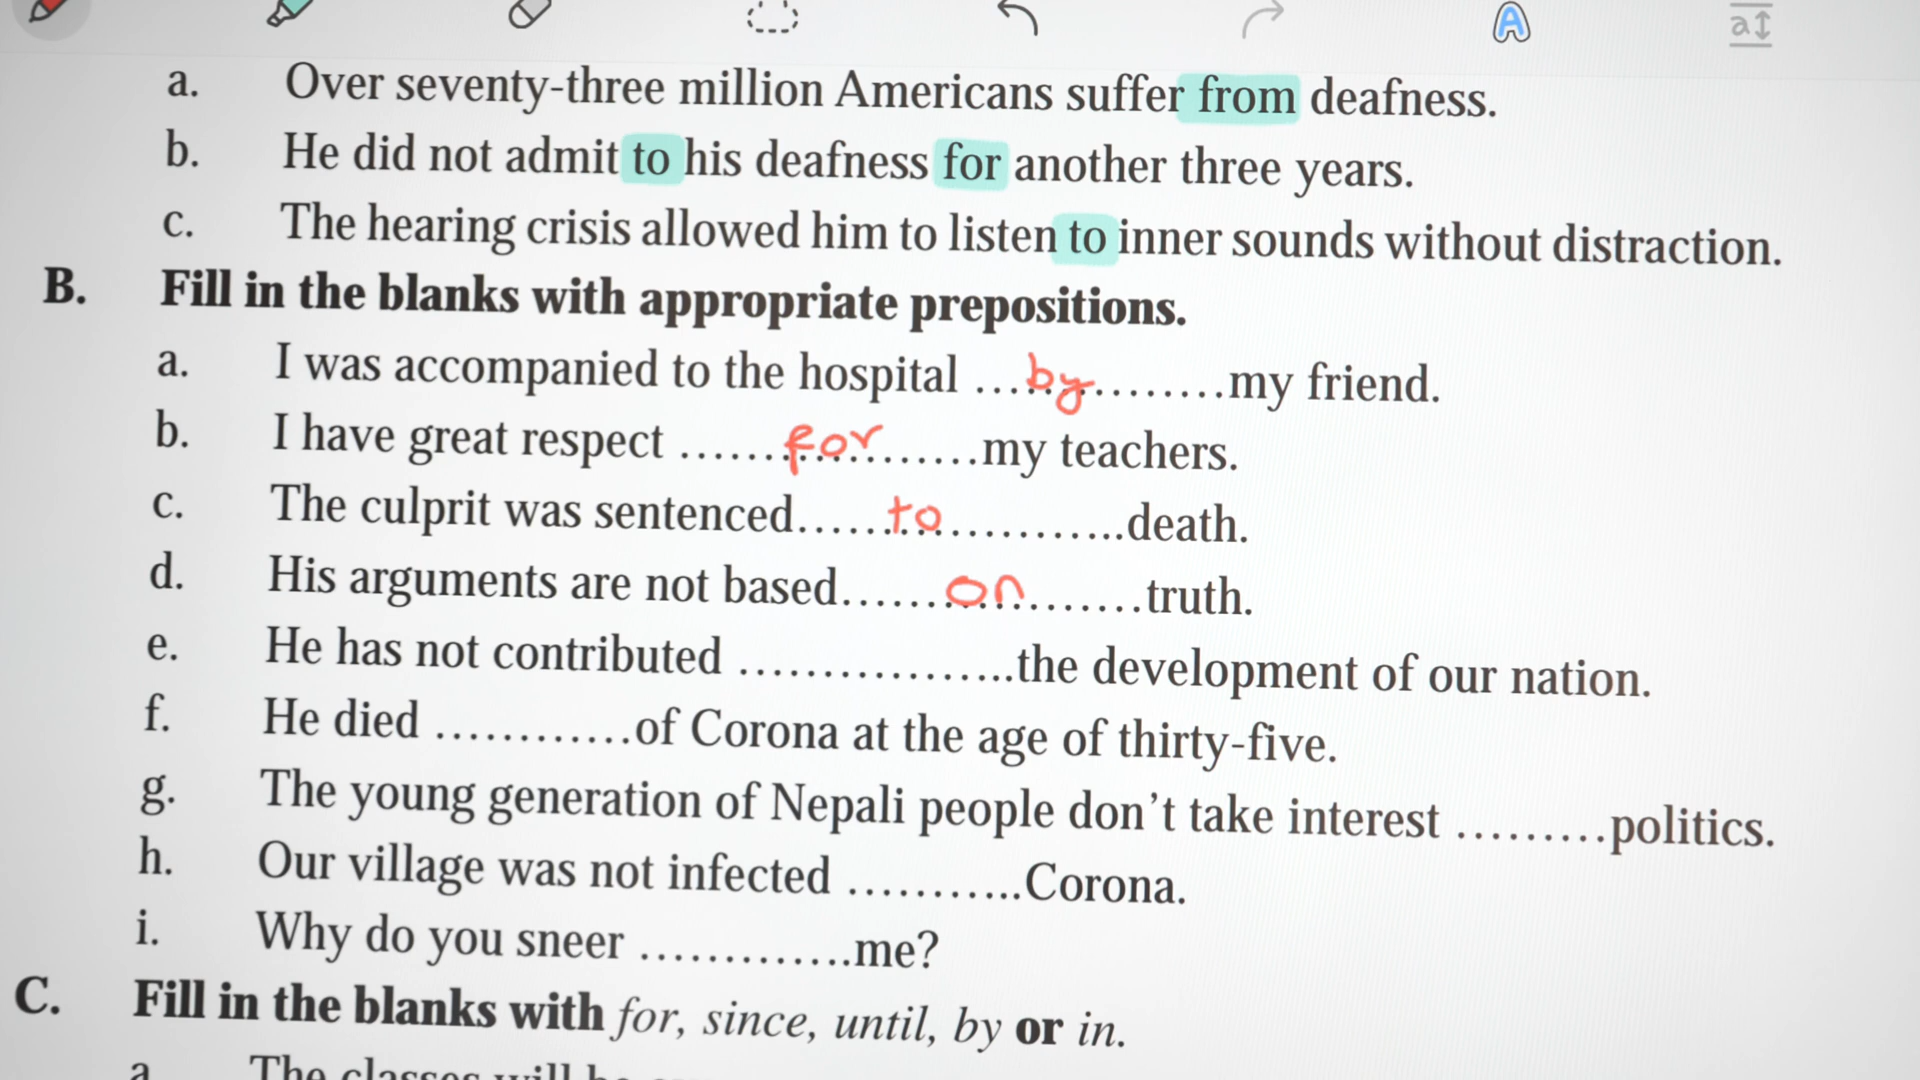 A
a
a. Over seventy-three million Americans suffer from deafness.
b. He did not admit to his deafness for another three years.
c. The hearing crisis allowed him to listen to inner sounds without distraction.
B. Fill in the blanks with appropriate prepositions.
a. I was accompanied to the hospital ...by........my friend.
b. I have great respect ......for.......my teachers.
c. The culprit was sentenced.....to............death.
d. His arguments are not based......on........truth.
e. He has not contributed .................the development of our nation.
f. He died ............of Corona at the age of thirty-five.
g. The young generation of Nepali people don't take interest .........politics.
h. Our village was not infected ...........Corona.
i. Why do you sneer .............me?
C. Fill in the blanks with for, since, until, by or in.
a The classes will